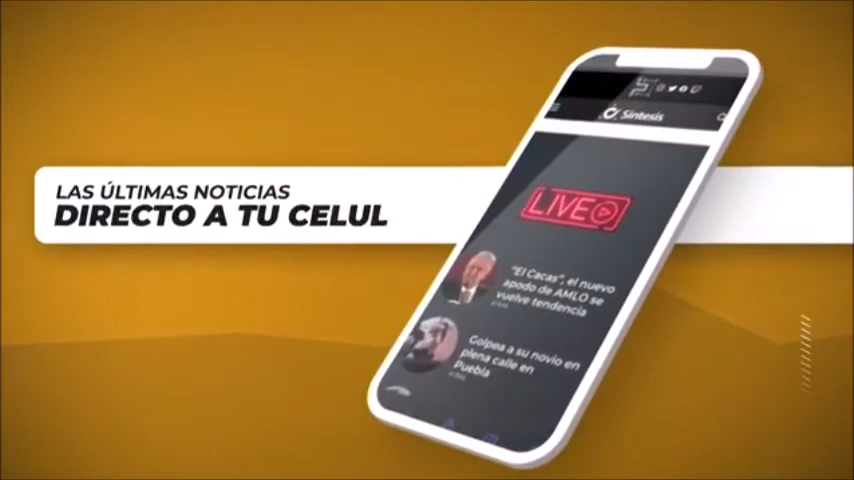 LAS ÚLTIMAS NOTICIAS
DIRECTO A TU CELUL
Síntesis
LIVE
"El Cacas", el nuevo
apodo de AMLO se
vuelve tendencia
Golpea a su novio en
plena calle en
Puebla